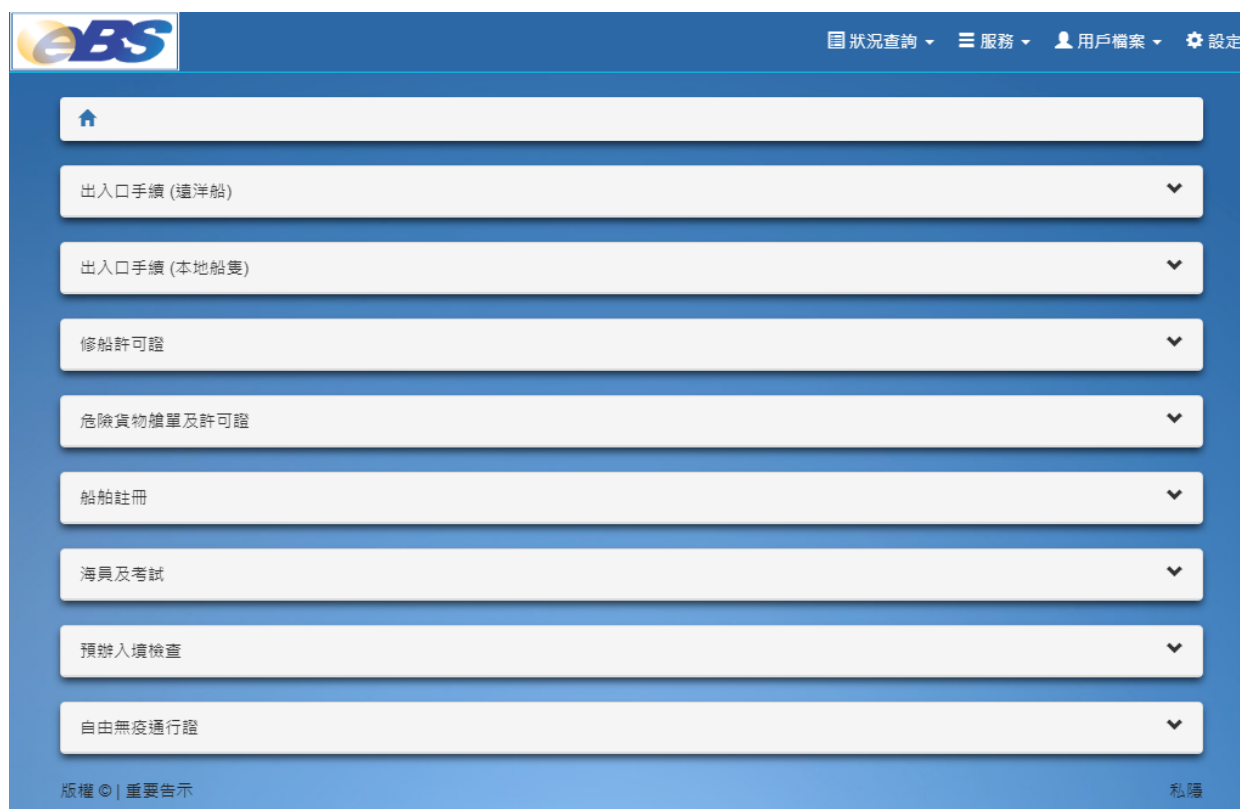 eBS
狀況查詢 服務 用戶檔案 設定
出入口手續 (遠洋船)
出入口手續 (本地船隻)
修船許可證
危險貨物艙單及許可證
船舶註冊
海員及考試
預辦入境檢查
自由無疫通行證
版權 © | 重要告示 私隱